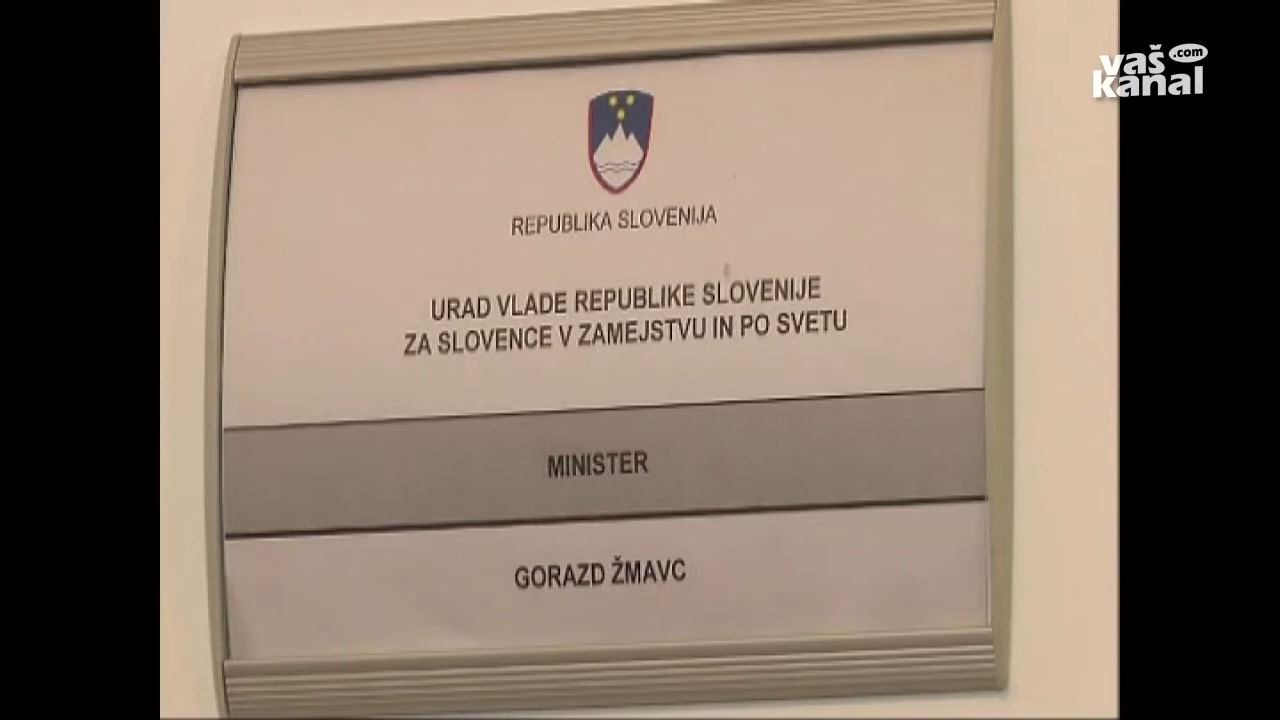 vaš .com
kanal
REPUBLIKA SLOVENIJA
URAD VLADE REPUBLIKE SLOVENIJE
ZA SLOVENCE V ZAMEJSTVU IN PO SVETU
MINISTER
GORAZD ŽMAVC